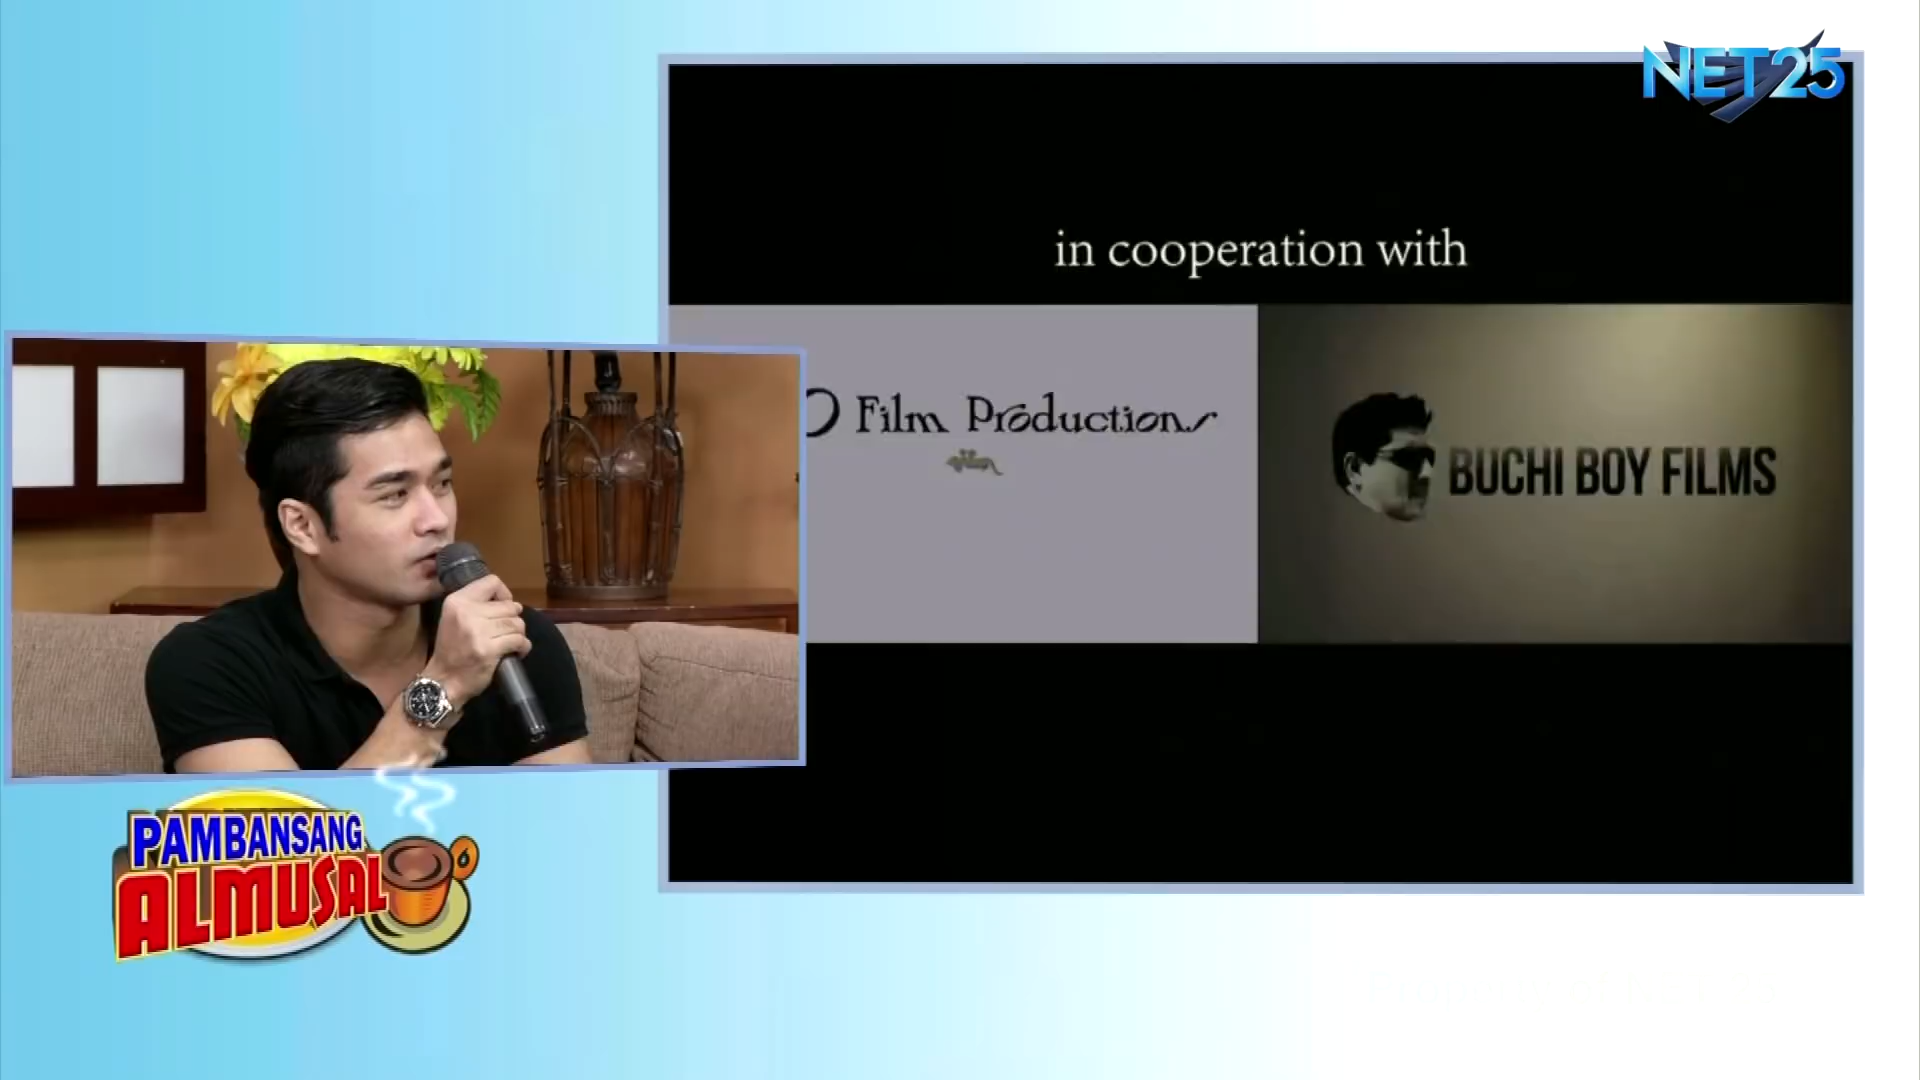 NET25
in cooperation with
Film Productions
BUCHI BOY FILMS
PAMBANSANG
ALMUSAL